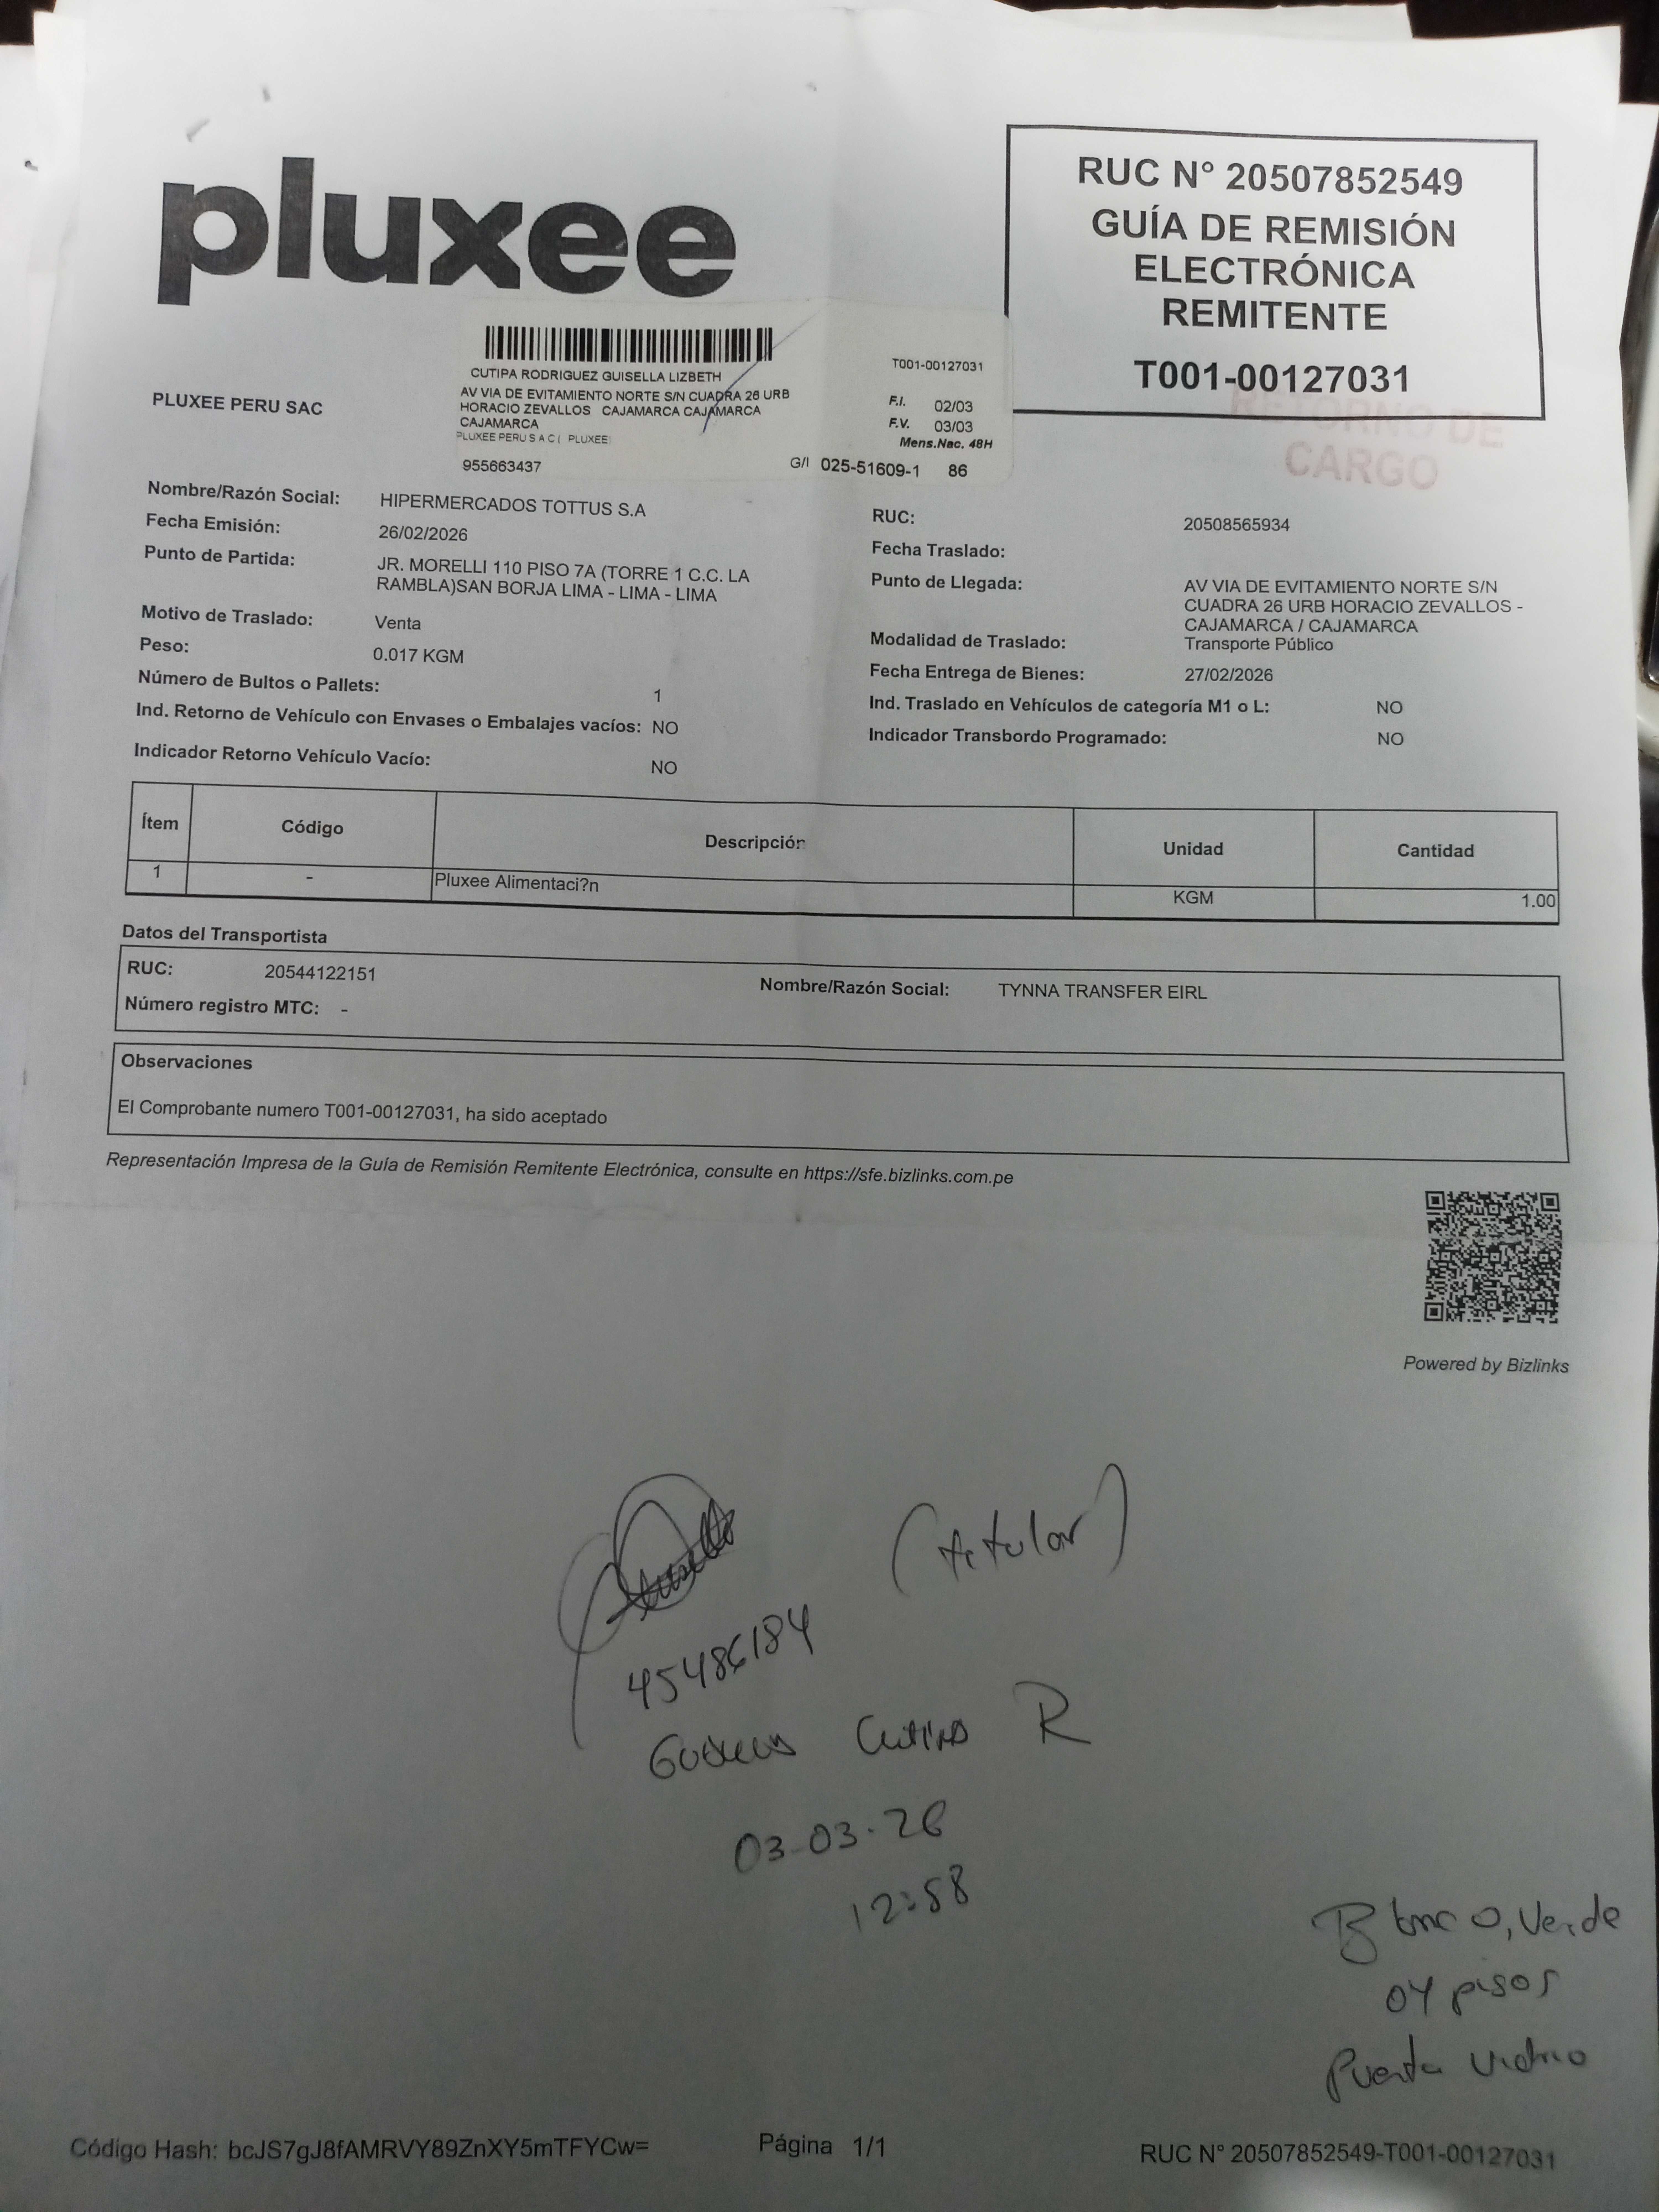 pluxee
RUC N° 20507852549
GUÍA DE REMISIÓN
ELECTRÓNICA
REMITENTE
T001-00127031
RETORNO DE
CARGO
PLUXEE PERU SAC
CUTIPA RODRIGUEZ GUISELLA LIZBETH
AV VIA DE EVITAMIENTO NORTE S/N CUADRA 26 URB
HORACIO ZEVALLOS CAJAMARCA CAJAMARCA
CAJAMARCA
PLUXEE PERU S A C ( PLUXEE)
955663437
T001-00127031
F.I. 02/03
F.V. 03/03
Mens.Nac. 48H
G/I 025-51609-1 86
Nombre/Razón Social: HIPERMERCADOS TOTTUS S.A
RUC: 20508565934
Fecha Emisión: 26/02/2026
Fecha Traslado:
Punto de Partida: JR. MORELLI 110 PISO 7A (TORRE 1 C.C. LA
RAMBLA)SAN BORJA LIMA - LIMA - LIMA
Punto de Llegada: AV VIA DE EVITAMIENTO NORTE S/N
CUADRA 26 URB HORACIO ZEVALLOS -
CAJAMARCA / CAJAMARCA
Motivo de Traslado: Venta
Modalidad de Traslado: Transporte Público
Peso: 0.017 KGM
Fecha Entrega de Bienes: 27/02/2026
Número de Bultos o Pallets: 1
Ind. Traslado en Vehículos de categoría M1 o L: NO
Ind. Retorno de Vehículo con Envases o Embalajes vacíos: NO
Indicador Transbordo Programado: NO
Indicador Retorno Vehículo Vacío: NO
Ítem Código Descripción Unidad Cantidad
1 - Pluxee Alimentaci?n KGM 1.00
Datos del Transportista
RUC: 20544122151
Nombre/Razón Social: TYNNA TRANSFER EIRL
Número registro MTC: -
Observaciones
El Comprobante numero T001-00127031, ha sido aceptado
Representación Impresa de la Guía de Remisión Remitente Electrónica, consulte en https://sfe.bizlinks.com.pe
Powered by Bizlinks
(titular)
45486184
Cutipa R
03-03-26
12:58
Blanco, Verde
04 pisos
Puerta vidrio
Código Hash: bcJS7gJ8fAMRVY89ZnXY5mTFYCw=
Página 1/1
RUC N° 20507852549-T001-00127031